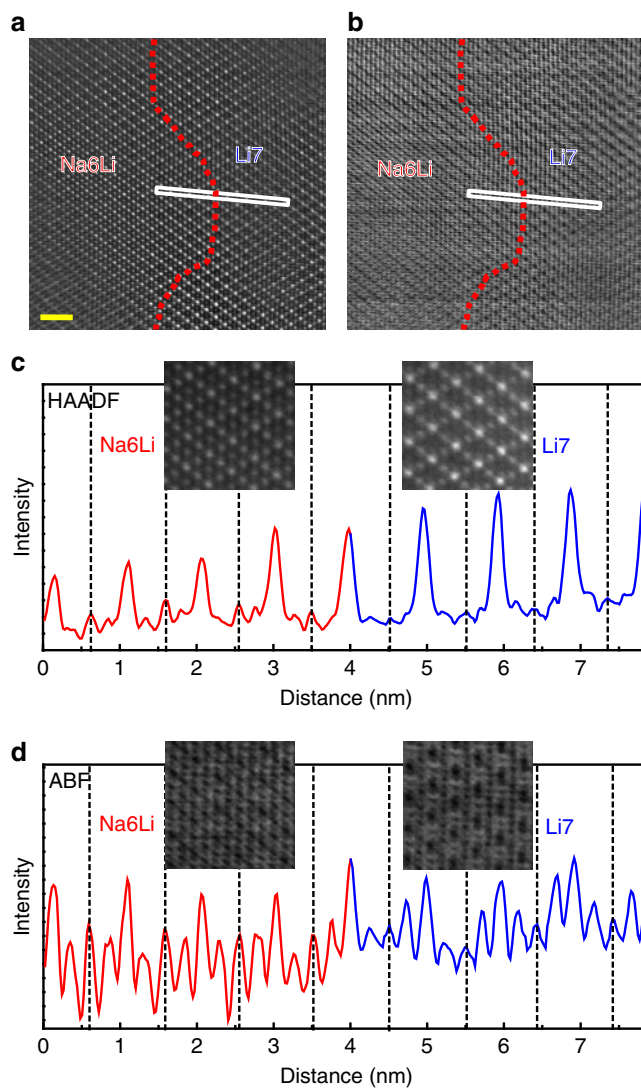 a
b
Na6Li
Li7
Na6Li
Li7
c
HAADF
Na6Li
Li7
Intensity
0 1 2 3 4 5 6 7
Distance (nm)
d
ABF
Na6Li
Li7
Intensity
0 1 2 3 4 5 6 7
Distance (nm)